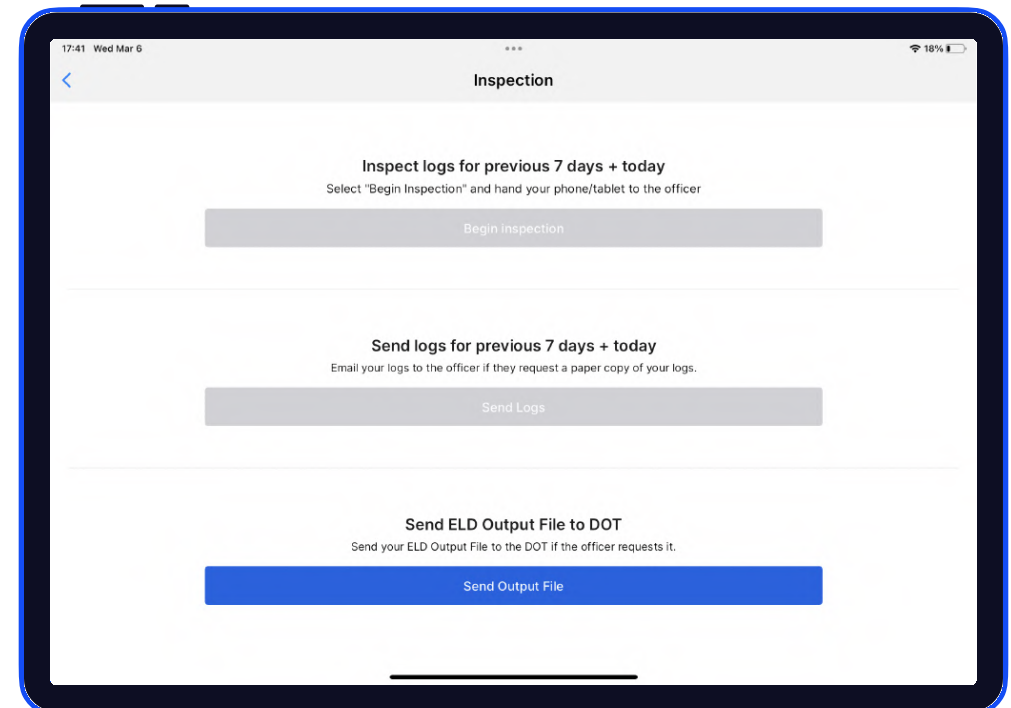 17:41 Wed Mar 6
18%
Inspection
Inspect logs for previous 7 days + today
Select "Begin Inspection" and hand your phone/tablet to the officer
Begin inspection
Send logs for previous 7 days + today
Email your logs to the officer if they request a paper copy of your logs.
Send Logs
Send ELD Output File to DOT
Send your ELD Output File to the DOT if the officer requests it.
Send Output File